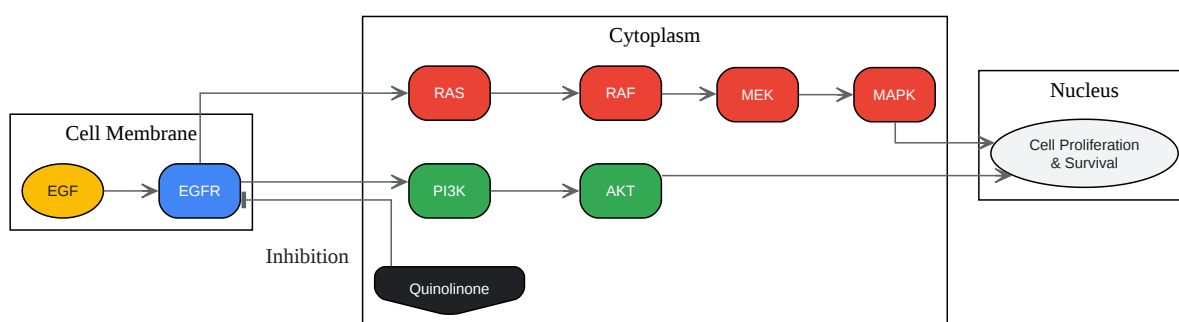 Cytoplasm
RAS
RAF
MEK
MAPK
Nucleus
Cell Membrane
Cell Proliferation
& Survival
EGF
EGFR
PI3K
AKT
Inhibition
Quinolinone